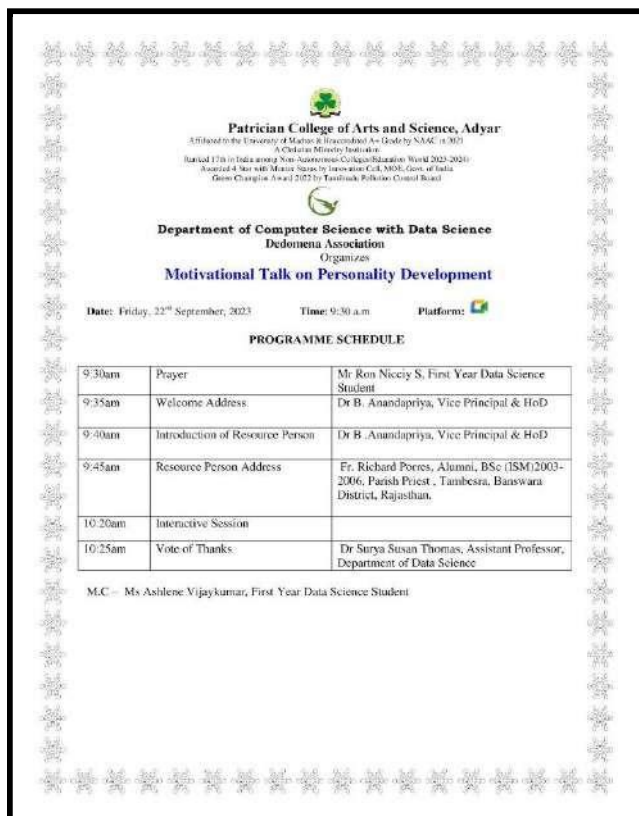 Patrician College of Arts and Science, Adyar
Affiliated to the University of Madras & Reaccredited A+ Grade by NAAC in 2021
A Christian Minority Institution
Ranked 17th in India among Non-Autonomous Colleges(Education World 2023-2024)
Awarded 4 Star with Mentor Status by Innovation Cell, MOE, Govt. of India
Green Champion Award 2022 by Tamilnadu Pollution Control Board
Department of Computer Science with Data Science
Dedomena Association
Organizes
Motivational Talk on Personality Development
Date: Friday, 22nd September, 2023 Time: 9:30 a.m Platform:
PROGRAMME SCHEDULE
9:30am Prayer Mr Ron Nicciy S, First Year Data Science
Student
9:35am Welcome Address Dr B. Anandapriya, Vice Principal & HoD
9:40am Introduction of Resource Person Dr B .Anandapriya, Vice Principal & HoD
9:45am Resource Person Address Fr. Richard Porres, Alumni, BSc (ISM)2003-
2006, Parish Priest , Tambesra, Banswara
District, Rajasthan.
10:20am Interactive Session
10:25am Vote of Thanks Dr Surya Susan Thomas, Assistant Professor,
Department of Data Science
M.C – Ms Ashlene Vijaykumar, First Year Data Science Student